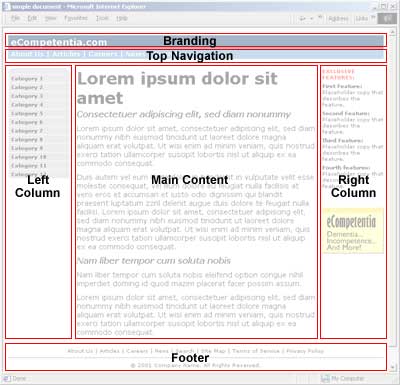 simple document - Microsoft Internet Explorer
File Edit View Favorites Tools Help
Address Links
eCompetentia.com
Branding
About Us | Articles | Careers | News
Top Navigation
Category 1
Category 2
Category 3
Category 4
Category 5
Category 6
Category 7
Category 8
Category 9
Category 10
Category 11
Left
Column
Lorem ipsum dolor sit
amet
Consectetuer adipiscing elit, sed diam nonummy
Lorem ipsum dolor sit amet, consectetuer adipiscing elit, sed diam
nonummy nibh euismod tincidunt ut laoreet dolore magna
aliquam erat volutpat. Ut wisi enim ad minim veniam, quis nostrud
exerci tation ullamcorper suscipit lobortis nisl ut aliquip ex ea
commodo consequat.
Main Content
Duis autem vel eum
molestie consequat, vel illum dolore eu feugiat nulla facilisis at
vero eros et accumsan et iusto odio dignissim qui blandit
praesent luptatum zzril delenit augue duis dolore te feugait nulla
facilisi. Lorem ipsum dolor sit amet, consectetuer adipiscing elit,
sed diam nonummy nibh euismod tincidunt ut laoreet dolore
magna aliquam erat volutpat. Ut wisi enim ad minim veniam, quis
nostrud exerci tation ullamcorper suscipit lobortis nisl ut aliquip
ex ea commodo consequat.
Nam liber tempor cum soluta nobis
Nam liber tempor cum soluta nobis eleifend option congue nihil
imperdiet doming id quod mazim placerat facer possim assum.
Lorem ipsum dolor sit amet, consectetuer adipiscing elit, sed
diam nonummy nibh euismod tincidunt ut laoreet dolore magna
aliquam erat volutpat. Ut wisi enim ad minim veniam, quis nostrud
exerci tation ullamcorper suscipit lobortis nisl ut aliquip ex ea
commodo consequat.
EXCLUSIVE
FEATURES:
First Feature:
Placeholder copy that
describes the
feature.
Second Feature:
Placeholder copy that
describes the feature.
Third Feature:
Placeholder copy that
describes the feature.
Fourth Feature:
Placeholder copy that
Right
Column
eCompetentia
Dementia...
Incompetence...
And More!
About Us | Articles | Careers | News | Search | Site Map | Terms of Service | Privacy Policy
Footer
© 2001 Company Name. All Rights Reserved.
Done
My Computer